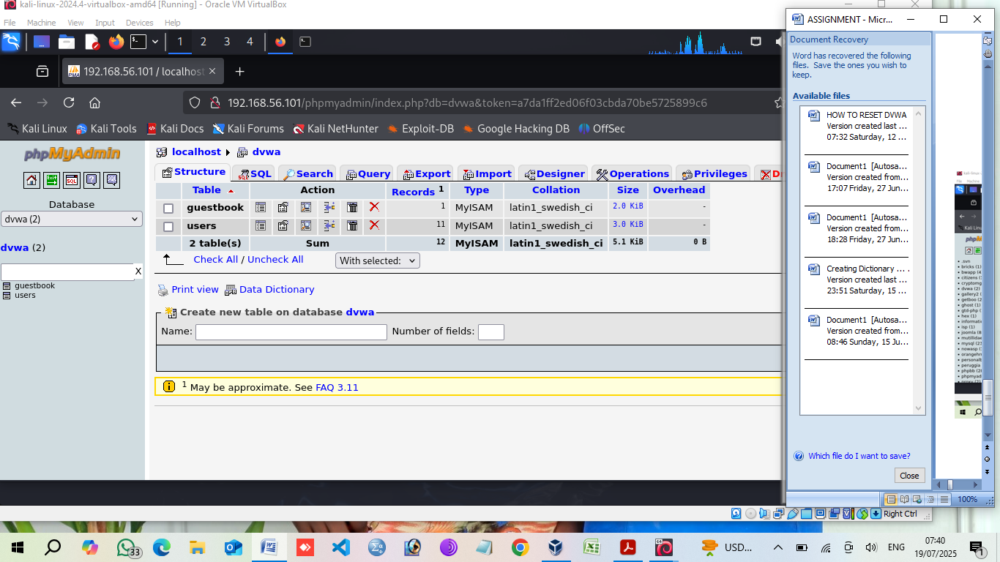 kali-linux-2024.4-virtualbox-amd64 [Running] - Oracle VM VirtualBox
File Machine View Input Devices Help
1 2 3 4
192.168.56.101 / localhost
192.168.56.101/phpmyadmin/index.php?db=dvwa&token=a7da1ff2ed06f03cbda70be5725899c6
Kali Linux Kali Tools Kali Docs Kali Forums Kali NetHunter Exploit-DB Google Hacking DB OffSec
phpMyAdmin
Database
dvwa (2)
dvwa (2)
X
guestbook
users
localhost dvwa
Structure SQL Search Query Export Import Designer Operations Privileges
Table Action Records 1 Type Collation Size Overhead
guestbook 1 MyISAM latin1_swedish_ci 2.0 KiB -
users 11 MyISAM latin1_swedish_ci 3.0 KiB -
2 table(s) Sum 12 MyISAM latin1_swedish_ci 5.1 KiB 0 B
Check All / Uncheck All With selected:
Print view Data Dictionary
Create new table on database dvwa
Name: Number of fields:
1 May be approximate. See FAQ 3.11
Right Ctrl
ASSIGNMENT - Micr...
Document Recovery
Word has recovered the following
files. Save the ones you wish to
keep.
Available files
HOW TO RESET DVWA
Version created last ...
07:32 Saturday, 12 ...
Document1 [Autosa...
Version created from...
17:07 Friday, 27 Jun...
Document1 [Autosa...
Version created from...
18:28 Friday, 27 Jun...
Creating Dictionary ... .
Version created last ...
23:51 Saturday, 15 ...
Document1 [Autosa...
Version created from...
08:46 Sunday, 15 Ju...
Which file do I want to save?
Close
100%
33
USD...
ENG
07:40
19/07/2025
1